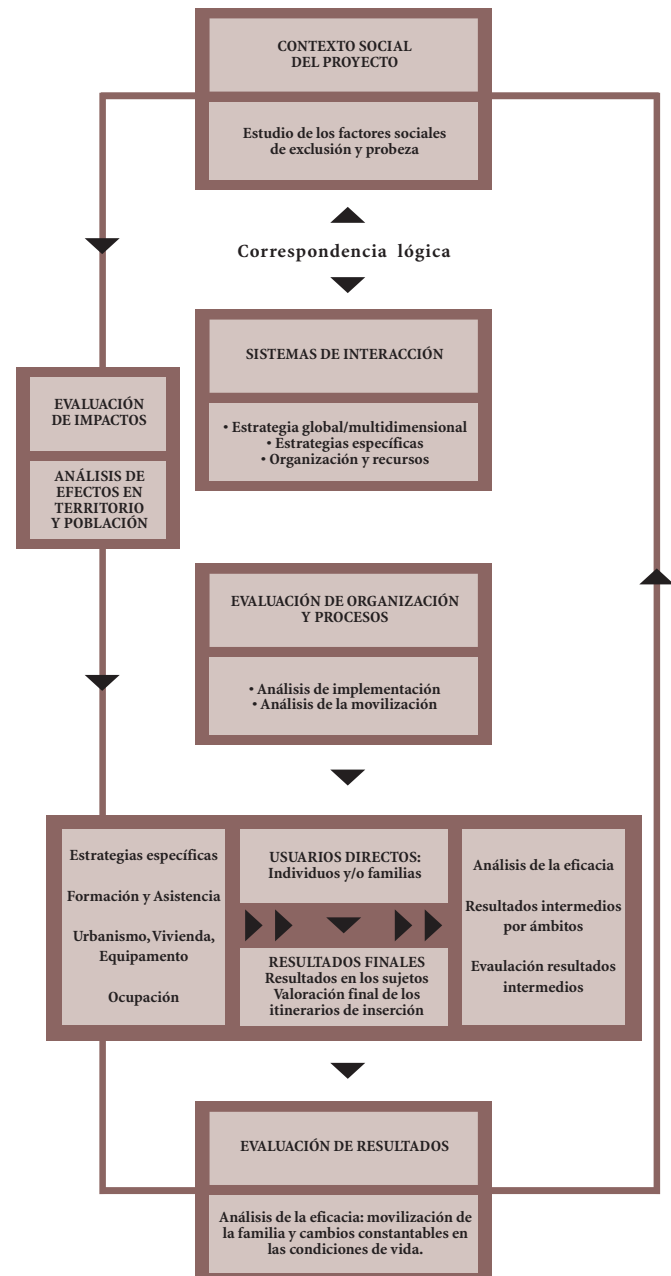 CONTEXTO SOCIAL
DEL PROYECTO
Estudio de los factores sociales
de exclusión y probeza
Correspondencia lógica
SISTEMAS DE INTERACCIÓN
• Estrategia global/multidimensional
• Estrategias específicas
• Organización y recursos
EVALUACIÓN
DE IMPACTOS
ANÁLISIS DE
EFECTOS EN
TERRITORIO
Y POBLACIÓN
EVALUACIÓN DE ORGANIZACIÓN
Y PROCESOS
• Análisis de implementación
• Análisis de la movilización
Estrategias específicas
Formación y Asistencia
Urbanismo, Vivienda,
Equipamento
Ocupación
USUARIOS DIRECTOS:
Individuos y/o familias
RESULTADOS FINALES
Resultados en los sujetos
Valoración final de los
itinerarios de inserción
Análisis de la eficacia
Resultados intermedios
por ámbitos
Evaulación resultados
intermedios
EVALUACIÓN DE RESULTADOS
Análisis de la eficacia: movilización de
la familia y cambios constantables en
las condiciones de vida.